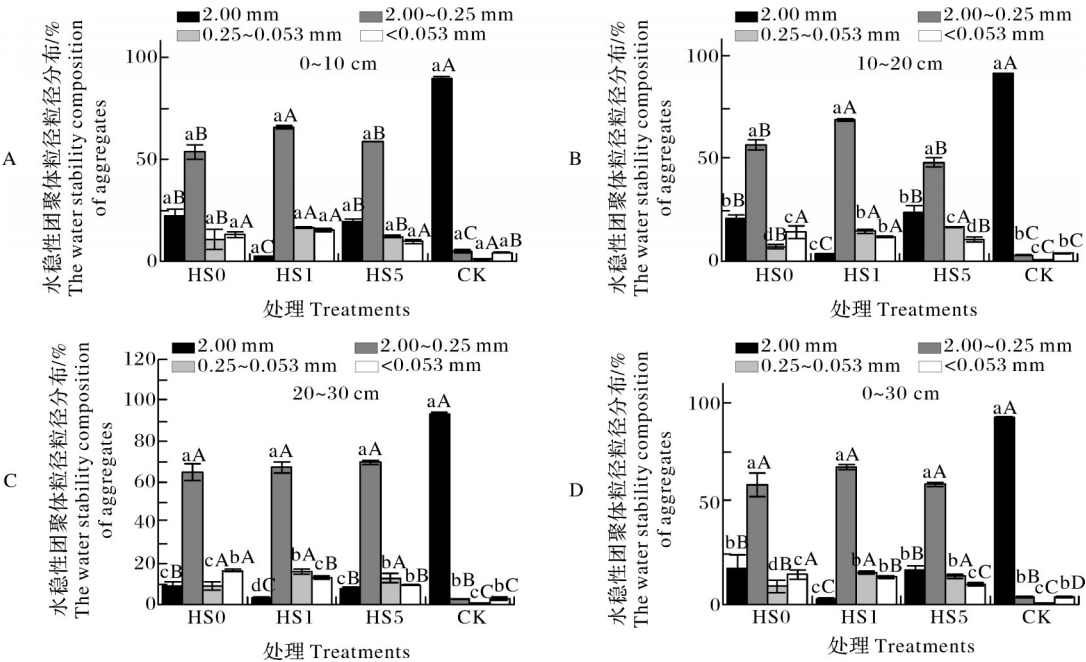 A
水稳性团聚体粒径粒径分布/%
The water stability composition
of aggregates
2.00 mm
2.00~0.25 mm
0.25~0.053 mm
<0.053 mm
0~10 cm
100
50
0
aB
aB
aB
aA
aC
aA
aA
aA
aB
aB
aB
aA
aA
aC
aA
aB
HS0
HS1
HS5
CK
处理 Treatments
B
水稳性团聚体粒径粒径分布/%
The water stability composition
of aggregates
2.00 mm
2.00~0.25 mm
0.25~0.053 mm
<0.053 mm
10~20 cm
100
50
0
bB
aB
dB
cA
cC
aA
bA
bA
bB
aB
cA
dB
aA
bC
cC
bC
HS0
HS1
HS5
CK
处理 Treatments
C
水稳性团聚体粒径粒径分布/%
The water stability composition
of aggregates
2.00 mm
2.00~0.25 mm
0.25~0.053 mm
<0.053 mm
20~30 cm
120
100
80
60
40
20
0
cB
aA
cA
bA
dC
aA
bA
cB
cB
aA
bA
bB
aA
bB
cC
bC
HS0
HS1
HS5
CK
处理 Treatments
D
水稳性团聚体粒径粒径分布/%
The water stability composition
of aggregates
2.00 mm
2.00~0.25 mm
0.25~0.053 mm
<0.053 mm
0~30 cm
100
50
0
bB
aA
dB
cA
cC
aA
bA
bB
bB
aA
bA
cC
aA
bB
cC
bD
HS0
HS1
HS5
CK
处理 Treatments